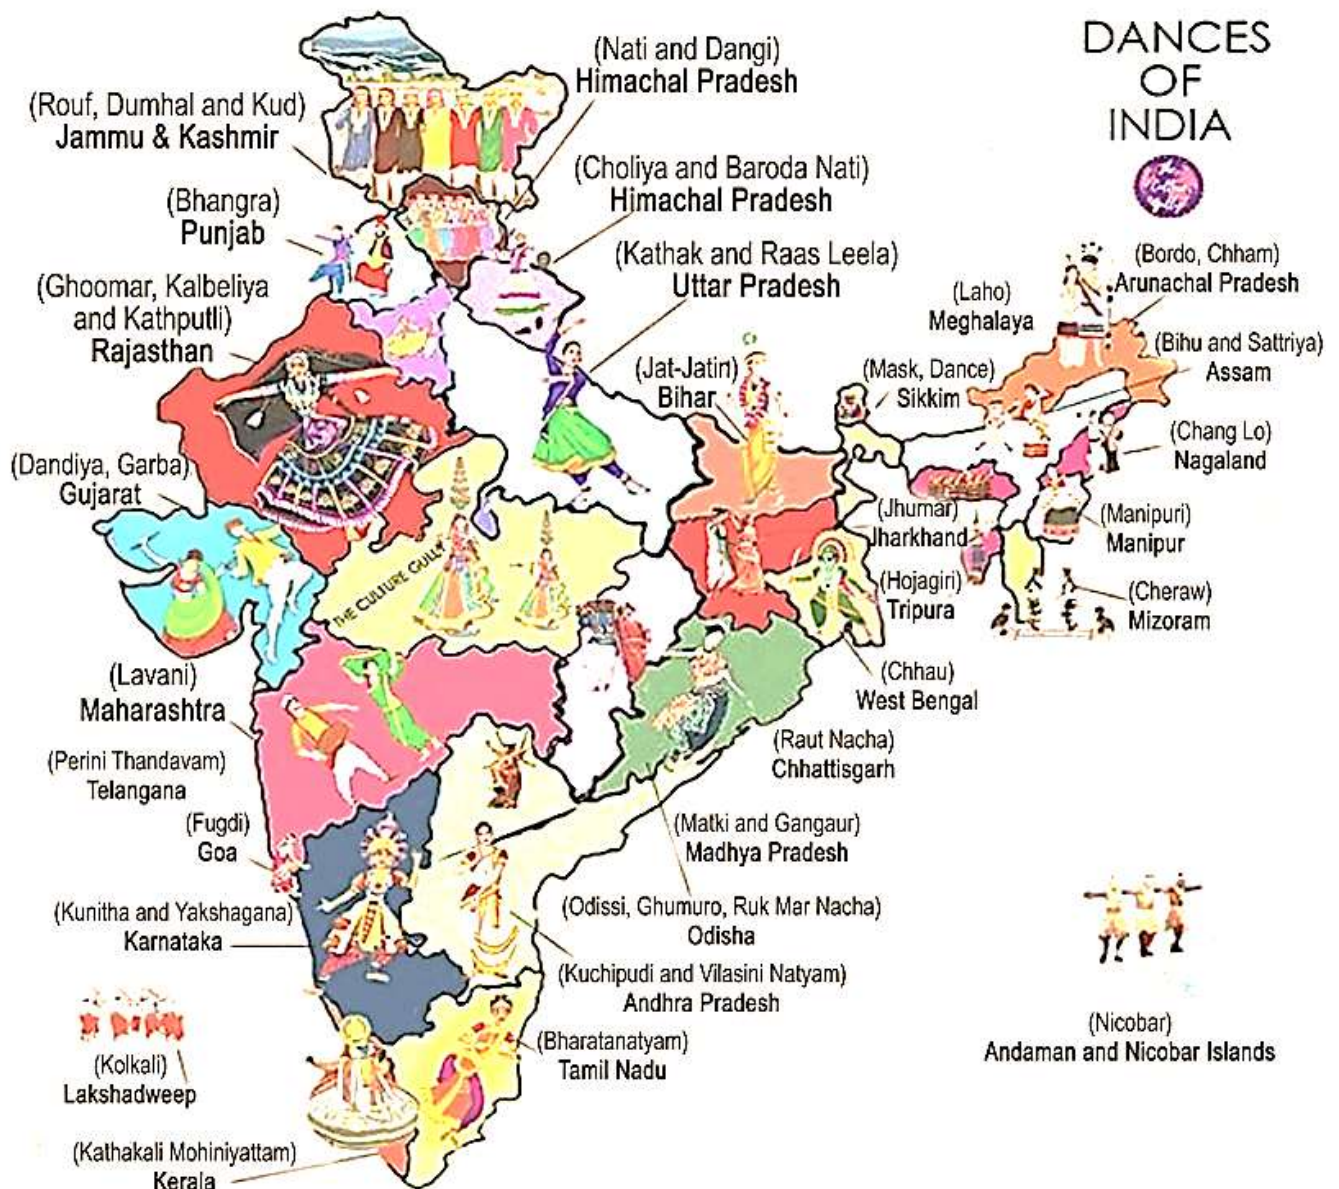 DANCES
OF
INDIA
(Nati and Dangi)
Himachal Pradesh
(Rouf, Dumhal and Kud)
Jammu & Kashmir
(Choliya and Baroda Nati)
Himachal Pradesh
(Bhangra)
Punjab
(Kathak and Raas Leela)
Uttar Pradesh
(Bordo, Chham)
Arunachal Pradesh
(Ghoomar, Kalbeliya
and Kathputli)
Rajasthan
(Laho)
Meghalaya
(Bihu and Sattriya)
Assam
(Jat-Jatin)
Bihar
(Mask, Dance)
Sikkim
(Chang Lo)
Nagaland
(Dandiya, Garba)
Gujarat
(Jhumar)
Jharkhand
(Manipuri)
Manipur
THE CULTURE GULLY
(Hojagiri)
Tripura
(Cheraw)
Mizoram
(Lavani)
Maharashtra
(Chhau)
West Bengal
(Perini Thandavam)
Telangana
(Raut Nacha)
Chhattisgarh
(Fugdi)
Goa
(Matki and Gangaur)
Madhya Pradesh
(Kunitha and Yakshagana)
Karnataka
(Odissi, Ghumuro, Ruk Mar Nacha)
Odisha
(Kuchipudi and Vilasini Natyam)
Andhra Pradesh
(Nicobar)
Andaman and Nicobar Islands
(Bharatanatyam)
Tamil Nadu
(Kolkali)
Lakshadweep
(Kathakali Mohiniyattam)
Kerala